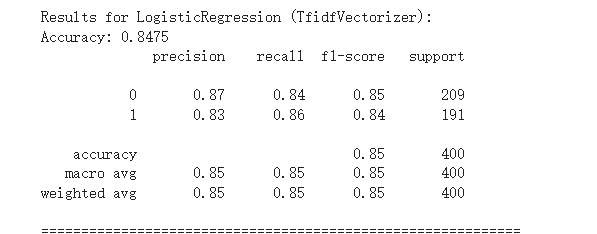 Results for LogisticRegression (TfidfVectorizer):
Accuracy: 0.8475
precision recall f1-score support
0 0.87 0.84 0.85 209
1 0.83 0.86 0.84 191
accuracy 0.85 400
macro avg 0.85 0.85 0.85 400
weighted avg 0.85 0.85 0.85 400
============================================================